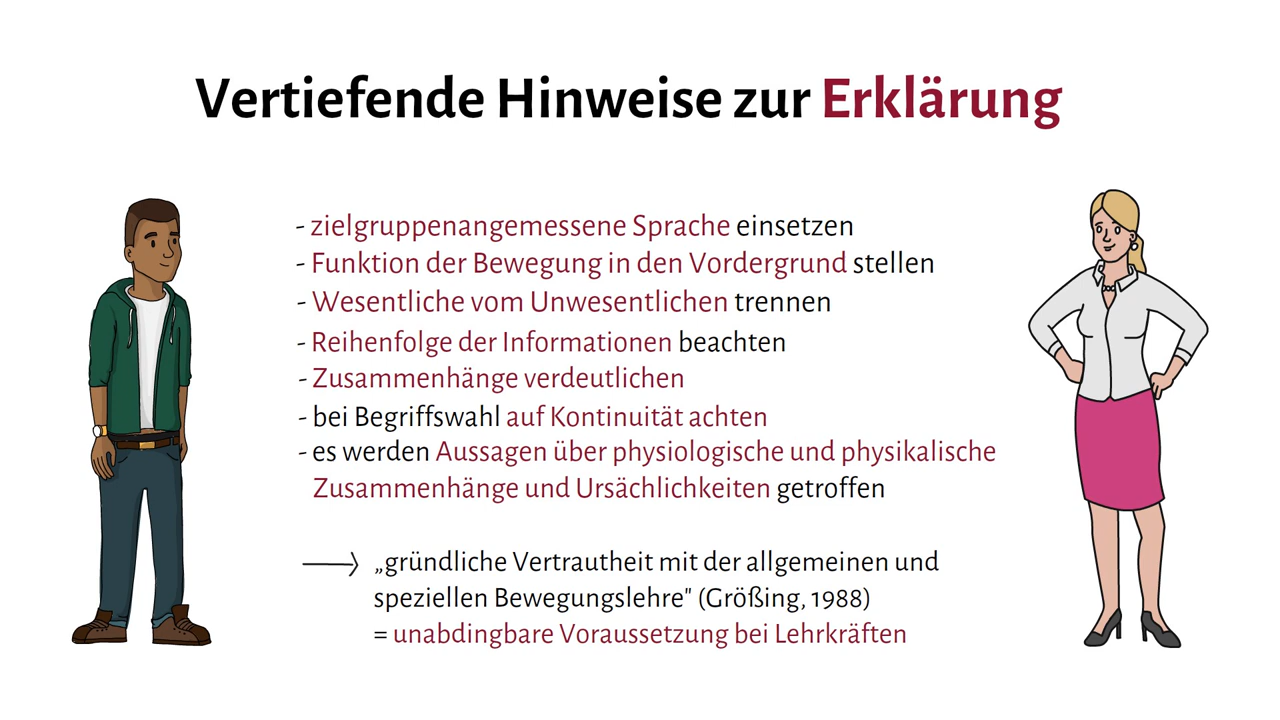 Vertiefende Hinweise zur Erklärung
- zielgruppenangemessene Sprache einsetzen
- Funktion der Bewegung in den Vordergrund stellen
- Wesentliche vom Unwesentlichen trennen
- Reihenfolge der Informationen beachten
- Zusammenhänge verdeutlichen
- bei Begriffswahl auf Kontinuität achten
- es werden Aussagen über physiologische und physikalische
Zusammenhänge und Ursächlichkeiten getroffen
„gründliche Vertrautheit mit der allgemeinen und
speziellen Bewegungslehre" (Größing, 1988)
= unabdingbare Voraussetzung bei Lehrkräften